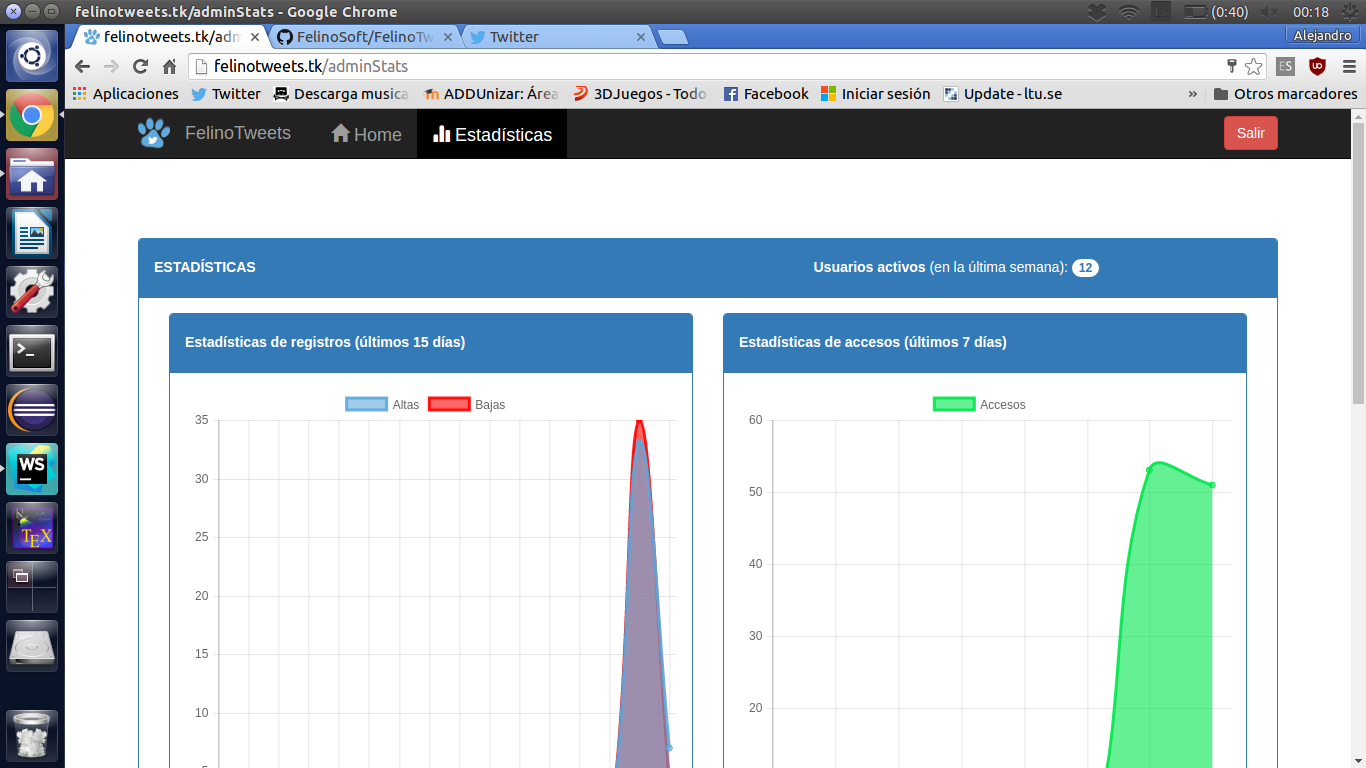 felinotweets.tk/adminStats - Google Chrome
(0:40) 00:18
felinotweets.tk/adm
FelinoSoft/FelinoTw
Twitter
Alejandro
felinotweets.tk/adminStats
ES
Aplicaciones
Twitter
Descarga musica
ADDUnizar: Área
3DJuegos - Todo
Facebook
Iniciar sesión
Update - ltu.se
»
Otros marcadores
FelinoTweets
Home
Estadísticas
Salir
ESTADÍSTICAS
Usuarios activos (en la última semana): 12
Estadísticas de registros (últimos 15 días)
Altas Bajas
35
30
25
20
15
10
Estadísticas de accesos (últimos 7 días)
Accesos
60
50
40
30
20
WS
TEX